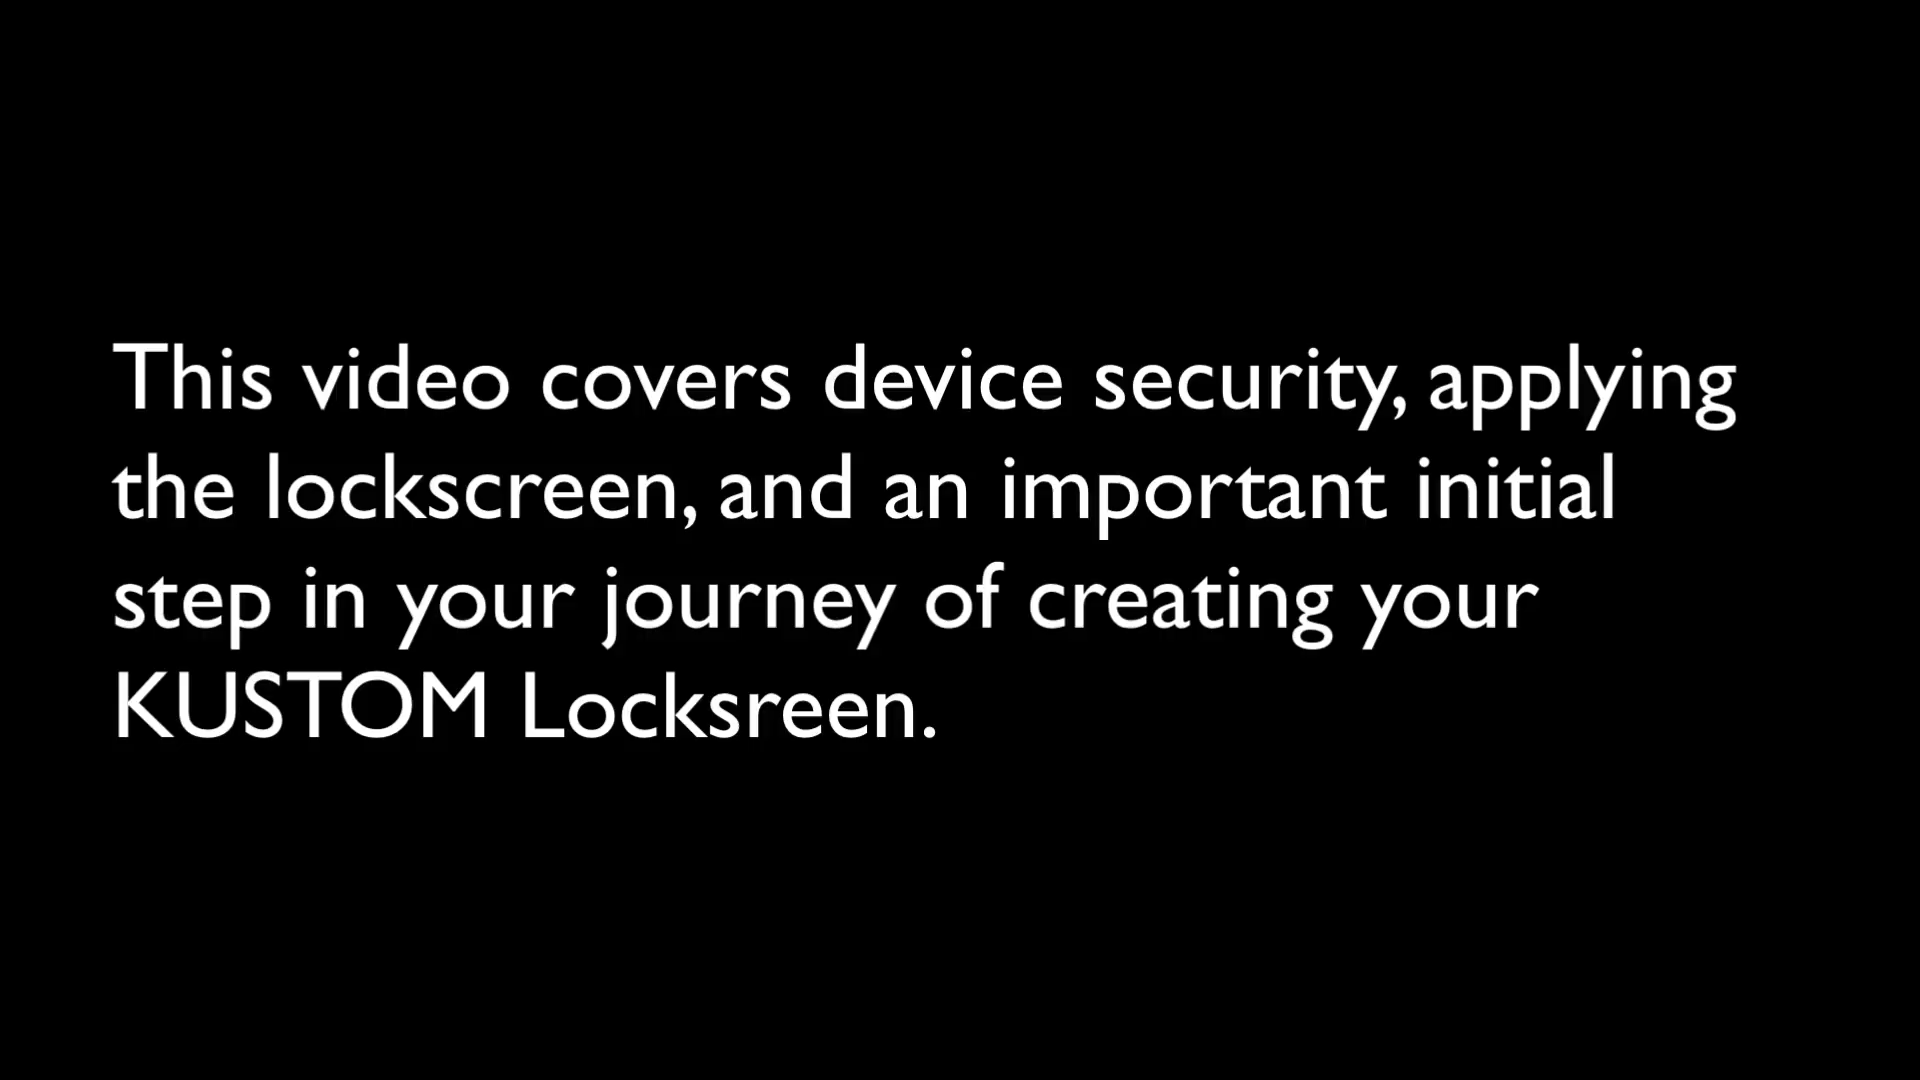 This video covers device security, applying
the lockscreen, and an important initial
step in your journey of creating your
KUSTOM Locksreen.